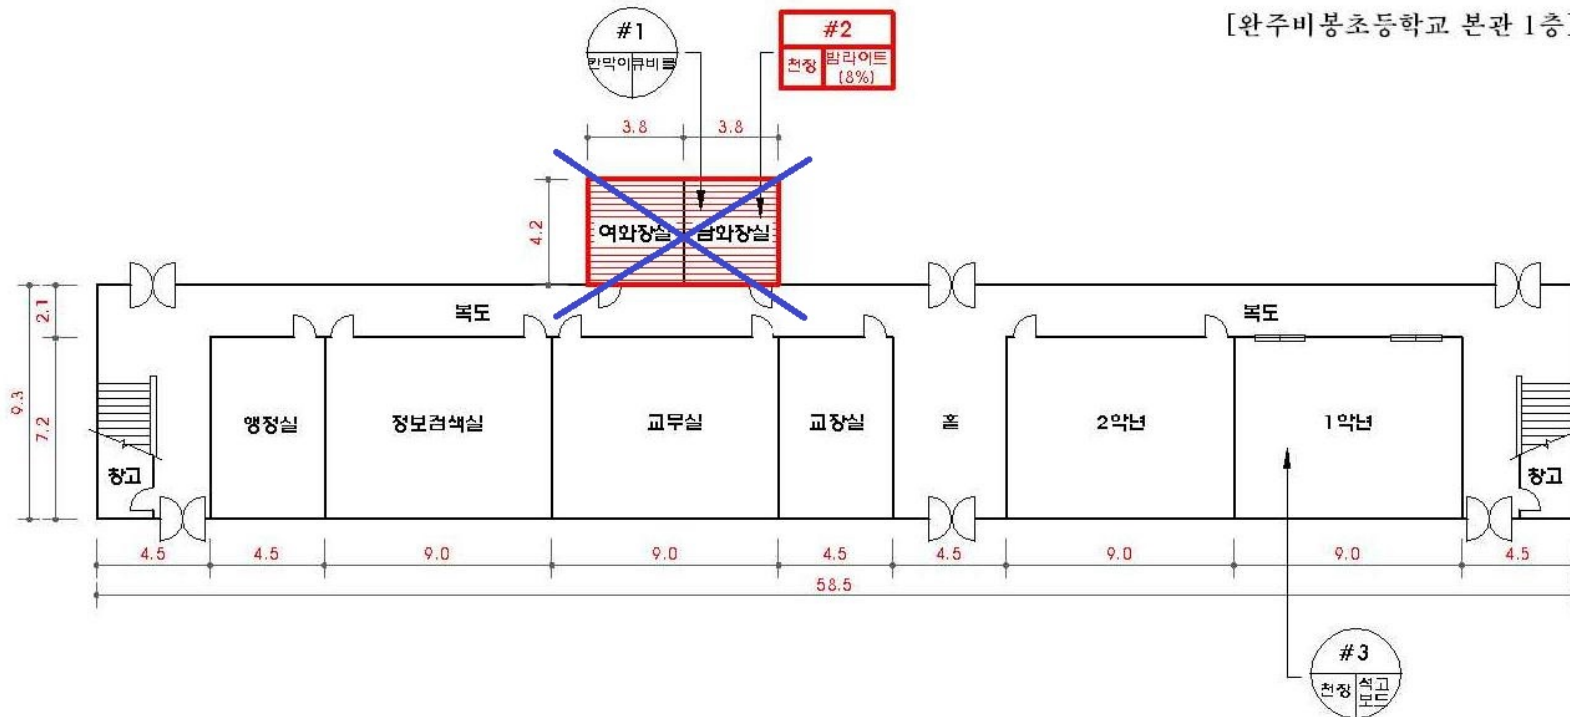 [완주비봉초등학교 본관 1층]
#1
칸막이 큐비클
#2
천장 밤라이트
(8%)
3.8 3.8
4.2
여화장실 남화장실
복도 복도
2.1
9.3
7.2
행정실 정보검색실 교무실 교장실 홀 2학년 1학년
창고 창고
4.5 4.5 9.0 9.0 4.5 4.5 9.0 9.0 4.5
58.5
#3
천장 석고
보드